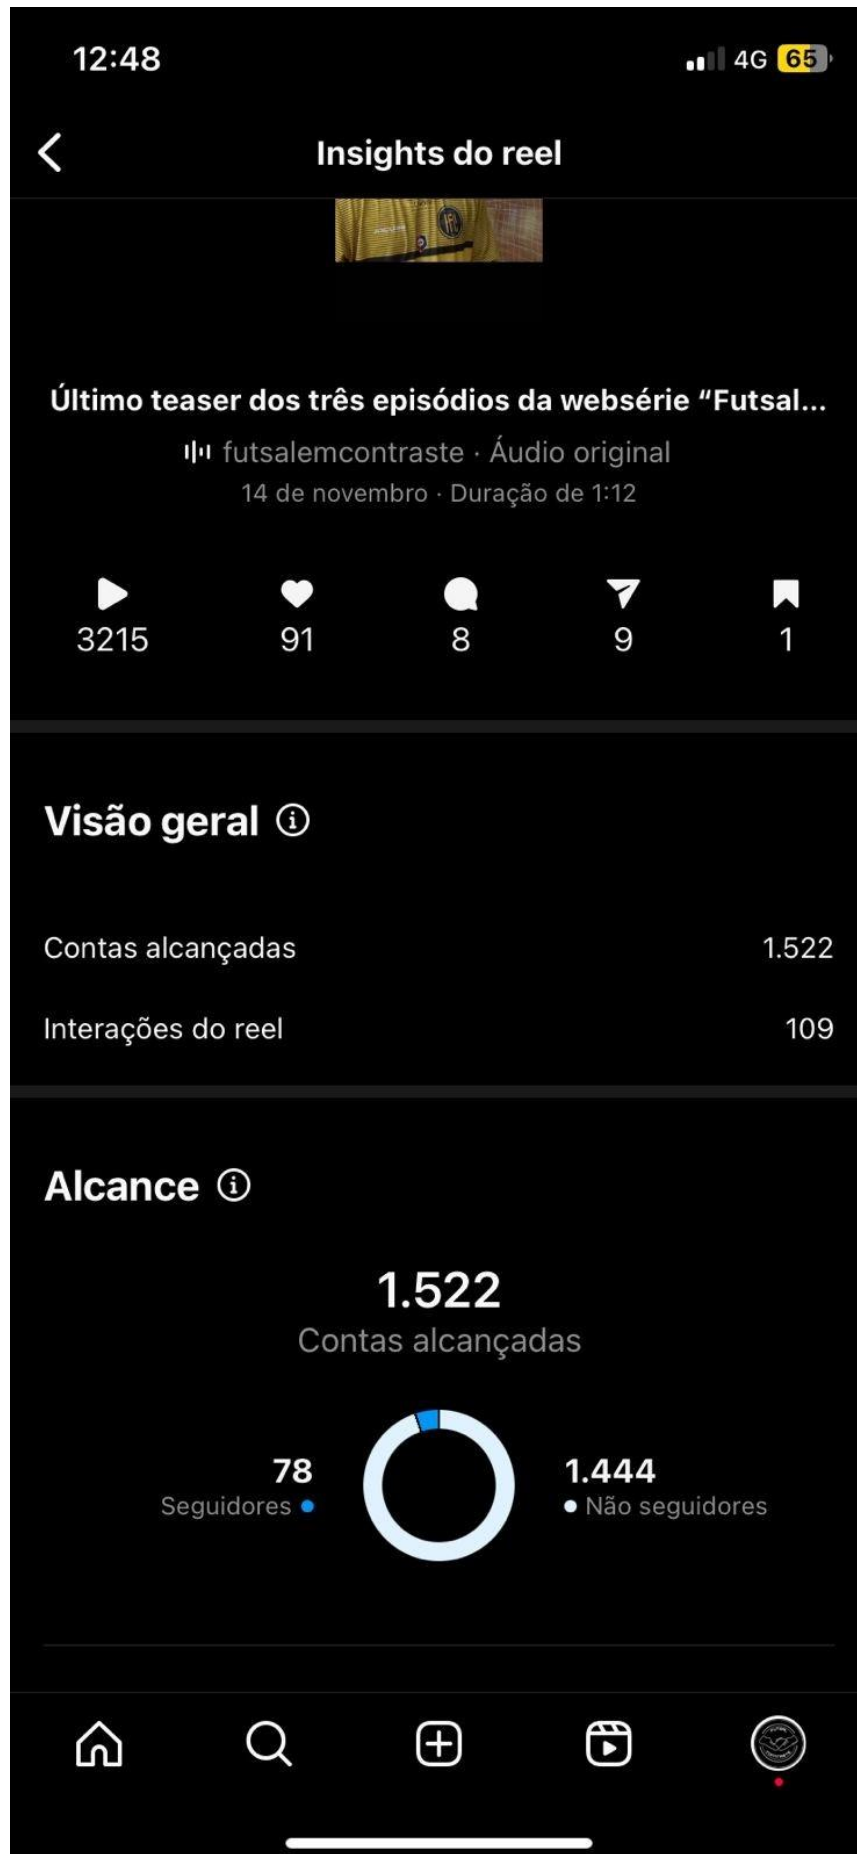 12:48
4G 65
Insights do reel
Último teaser dos três episódios da websérie “Futsal...
futsalemcontraste · Áudio original
14 de novembro · Duração de 1:12
3215 91 8 9 1
Visão geral
Contas alcançadas 1.522
Interações do reel 109
Alcance
1.522
Contas alcançadas
78 1.444
Seguidores Não seguidores